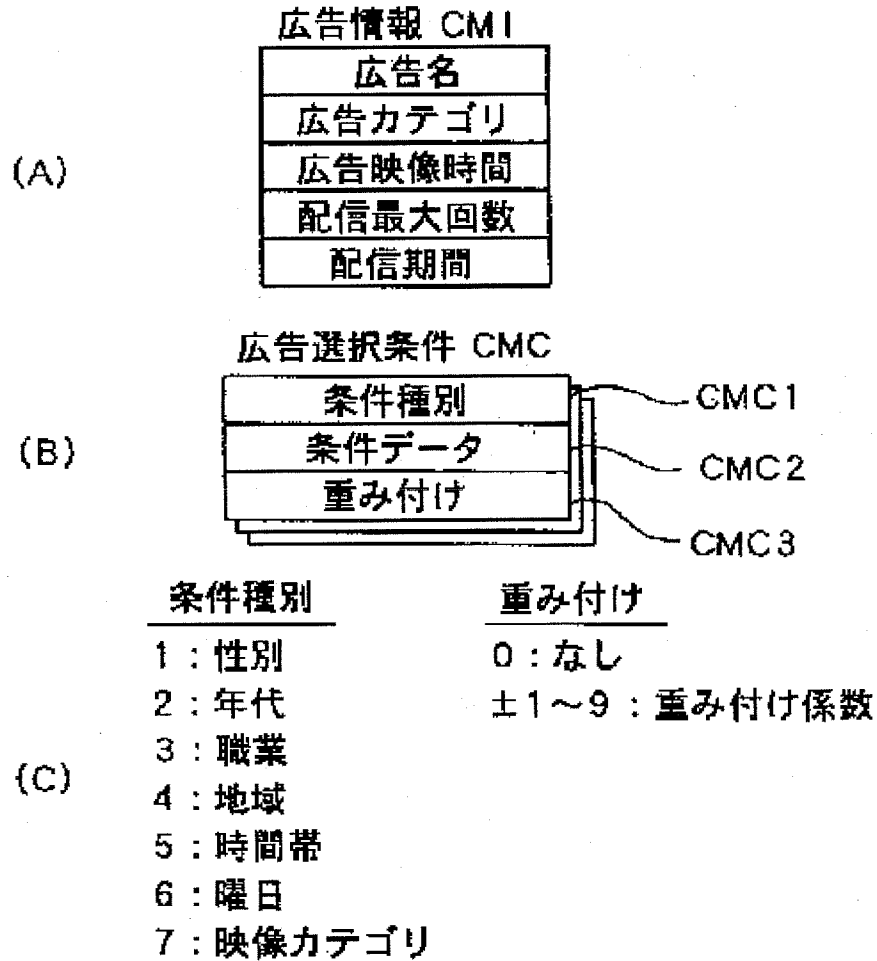 広告情報 CMI
広告名
広告カテゴリ
(A)
広告映像時間
配信最大回数
配信期間
広告選択条件 CMC
条件種別
CMC1
(B)
条件データ
CMC2
重み付け
CMC3
条件種別
重み付け
1:性別
0:なし
2:年代
±1〜9:重み付け係数
3:職業
(C)
4:地域
5:時間帯
6:曜日
7:映像カテゴリ